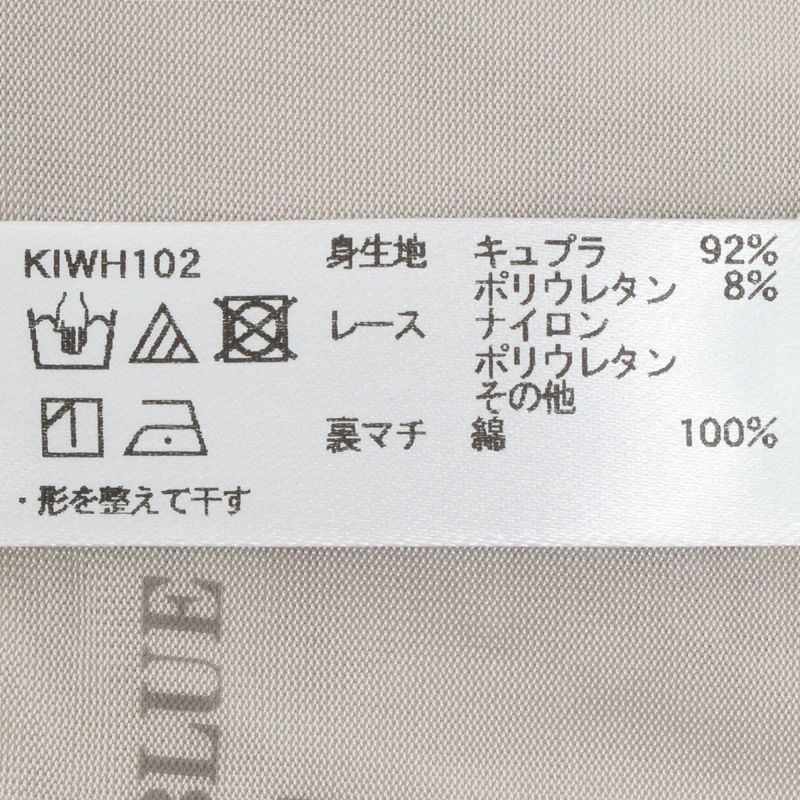 KIWH102
身生地 キュプラ 92%
ポリウレタン 8%
レース ナイロン
ポリウレタン
その他
裏マチ 綿 100%
・形を整えて干す
BLUE